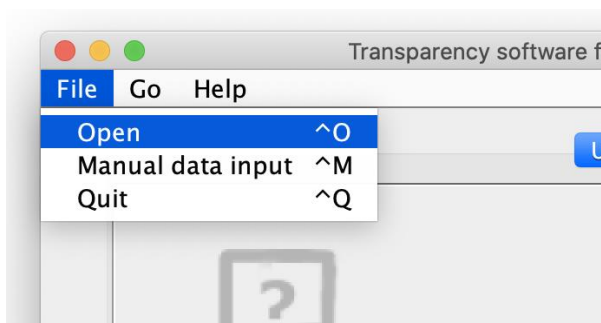 Transparency software f
File Go Help
Open ^O
U
Manual data input ^M
Quit ^Q
?